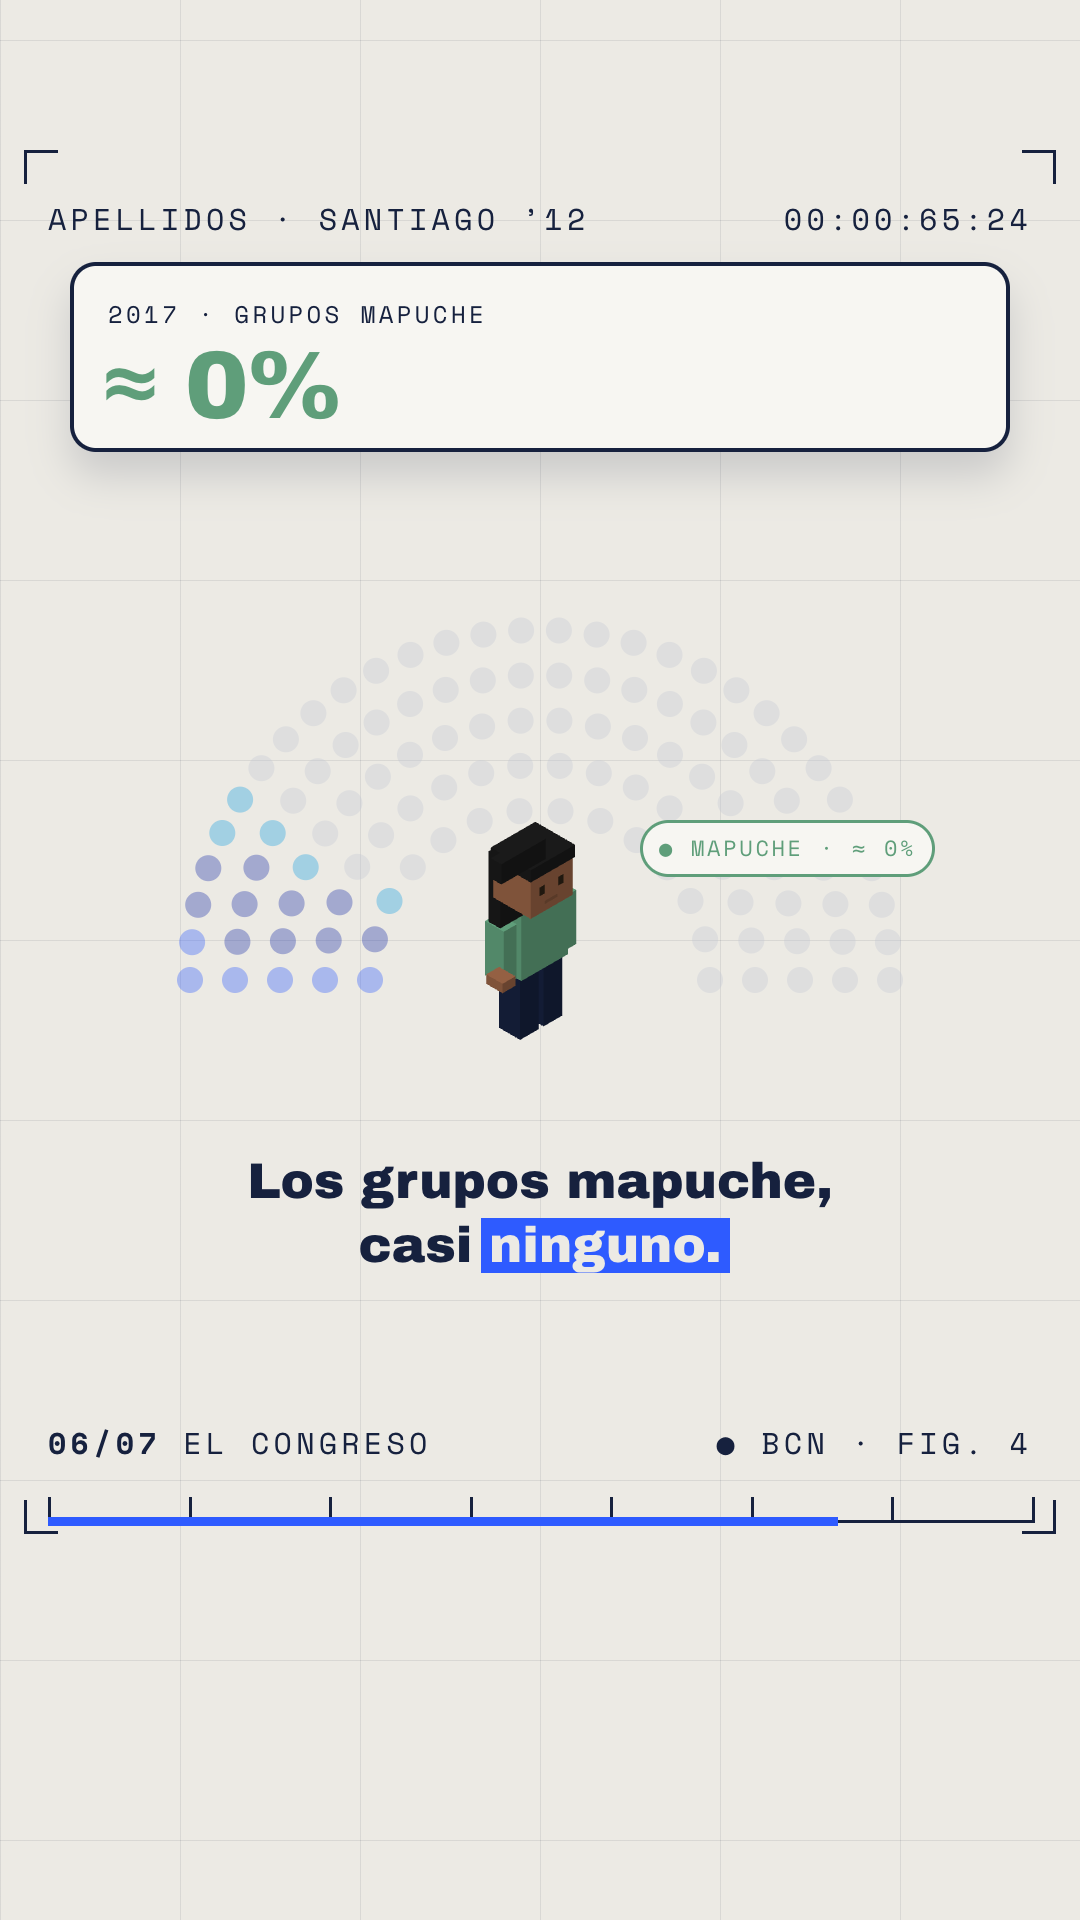 APELLIDOS · SANTIAGO ’12
00:00:65:24
2017 · GRUPOS MAPUCHE
≈ 0%
● MAPUCHE · ≈ 0%
Los grupos mapuche,
casi ninguno.
06/07 EL CONGRESO
● BCN · FIG. 4